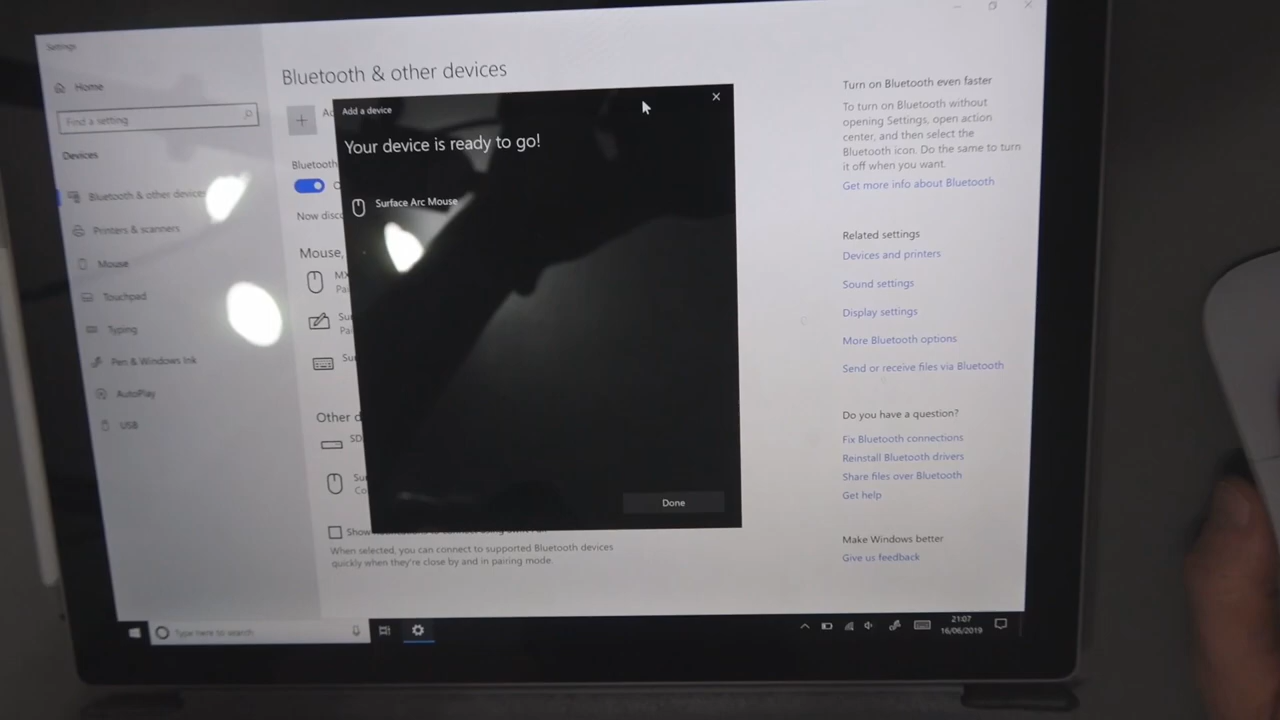 Settings
Home
Find a setting
Devices
Bluetooth & other devices
Printers & scanners
Mouse
Touchpad
Typing
Pen & Windows Ink
AutoPlay
USB
Bluetooth & other devices
Bluetooth
Mouse,
MX
SD
Show
When selected, you can connect to supported Bluetooth devices
quickly when they're close by and in pairing mode.
Add a device
Your device is ready to go!
Surface Arc Mouse
Done
Turn on Bluetooth even faster
To turn on Bluetooth without
opening Settings, open action
center, and then select the
Bluetooth icon. Do the same to turn
it off when you want.
Get more info about Bluetooth
Related settings
Devices and printers
Sound settings
Display settings
More Bluetooth options
Send or receive files via Bluetooth
Do you have a question?
Fix Bluetooth connections
Reinstall Bluetooth drivers
Share files over Bluetooth
Get help
Make Windows better
Give us feedback
Type here to search
21:07
16/06/2019